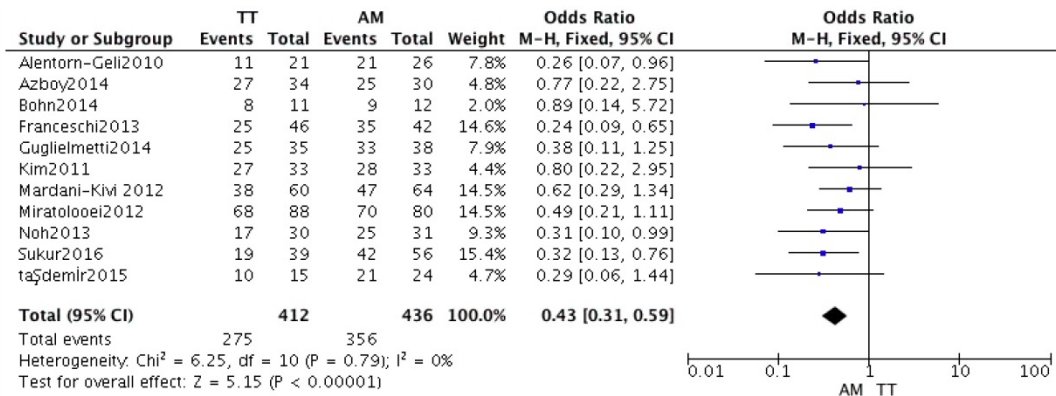 TT AM Odds Ratio Odds Ratio
Study or Subgroup Events Total Events Total Weight M-H, Fixed, 95% CI M-H, Fixed, 95% CI
Alentorn-Geli2010 11 21 21 26 7.8% 0.26 [0.07, 0.96]
Azboy2014 27 34 25 30 4.8% 0.77 [0.22, 2.75]
Bohn2014 8 11 9 12 2.0% 0.89 [0.14, 5.72]
Franceschi2013 25 46 35 42 14.6% 0.24 [0.09, 0.65]
Guglielmetti2014 25 35 33 38 7.9% 0.38 [0.11, 1.25]
Kim2011 27 33 28 33 4.4% 0.80 [0.22, 2.95]
Mardani-Kivi 2012 38 60 47 64 14.5% 0.62 [0.29, 1.34]
Miratolooei2012 68 88 70 80 14.5% 0.49 [0.21, 1.11]
Noh2013 17 30 25 31 9.3% 0.31 [0.10, 0.99]
Sukur2016 19 39 42 56 15.4% 0.32 [0.13, 0.76]
taŞdemİr2015 10 15 21 24 4.7% 0.29 [0.06, 1.44]
Total (95% CI) 412 436 100.0% 0.43 [0.31, 0.59]
Total events 275 356
Heterogeneity: Chi² = 6.25, df = 10 (P = 0.79); I² = 0%
Test for overall effect: Z = 5.15 (P < 0.00001)
0.01 0.1 1 10 100
AM TT